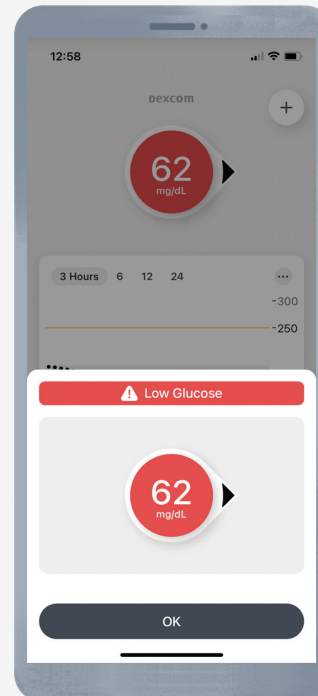 12:58
Dexcom
+
62
mg/dL
3 Hours 6 12 24
...
-300
-250
Low Glucose
62
mg/dL
OK